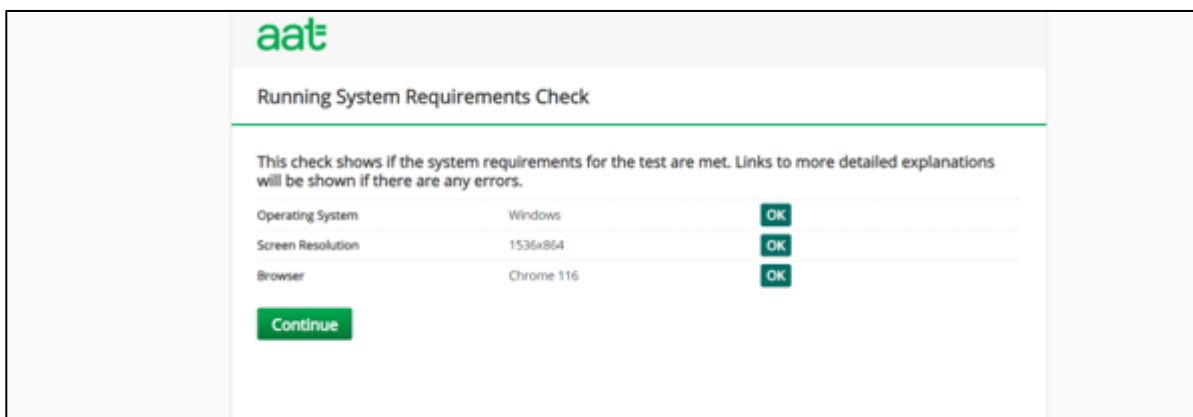 aat
Running System Requirements Check
This check shows if the system requirements for the test are met. Links to more detailed explanations
will be shown if there are any errors.
Operating System Windows OK
Screen Resolution 1536x864 OK
Browser Chrome 116 OK
Continue